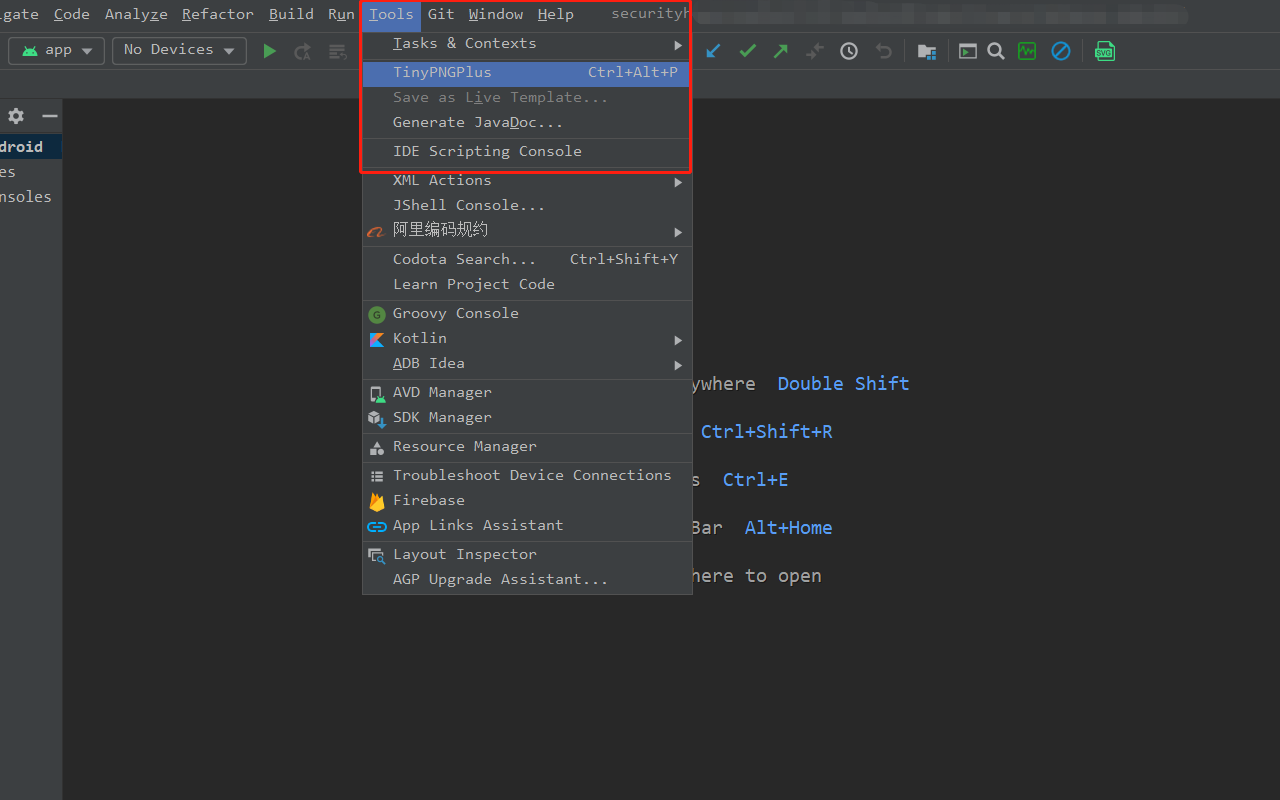 igate Code Analyze Refactor Build Run Tools Git Window Help security
app No Devices SVG
Tasks & Contexts
TinyPNGPlus Ctrl+Alt+P
Save as Live Template...
Generate JavaDoc...
droid
IDE Scripting Console
es
XML Actions
nsoles
JShell Console...
阿里编码规约
Codota Search... Ctrl+Shift+Y
Learn Project Code
G Groovy Console
Kotlin
ADB Idea
ywhere Double Shift
AVD Manager
SDK Manager
Ctrl+Shift+R
Resource Manager
Troubleshoot Device Connections
s Ctrl+E
Firebase
App Links Assistant
Bar Alt+Home
Layout Inspector
here to open
AGP Upgrade Assistant...